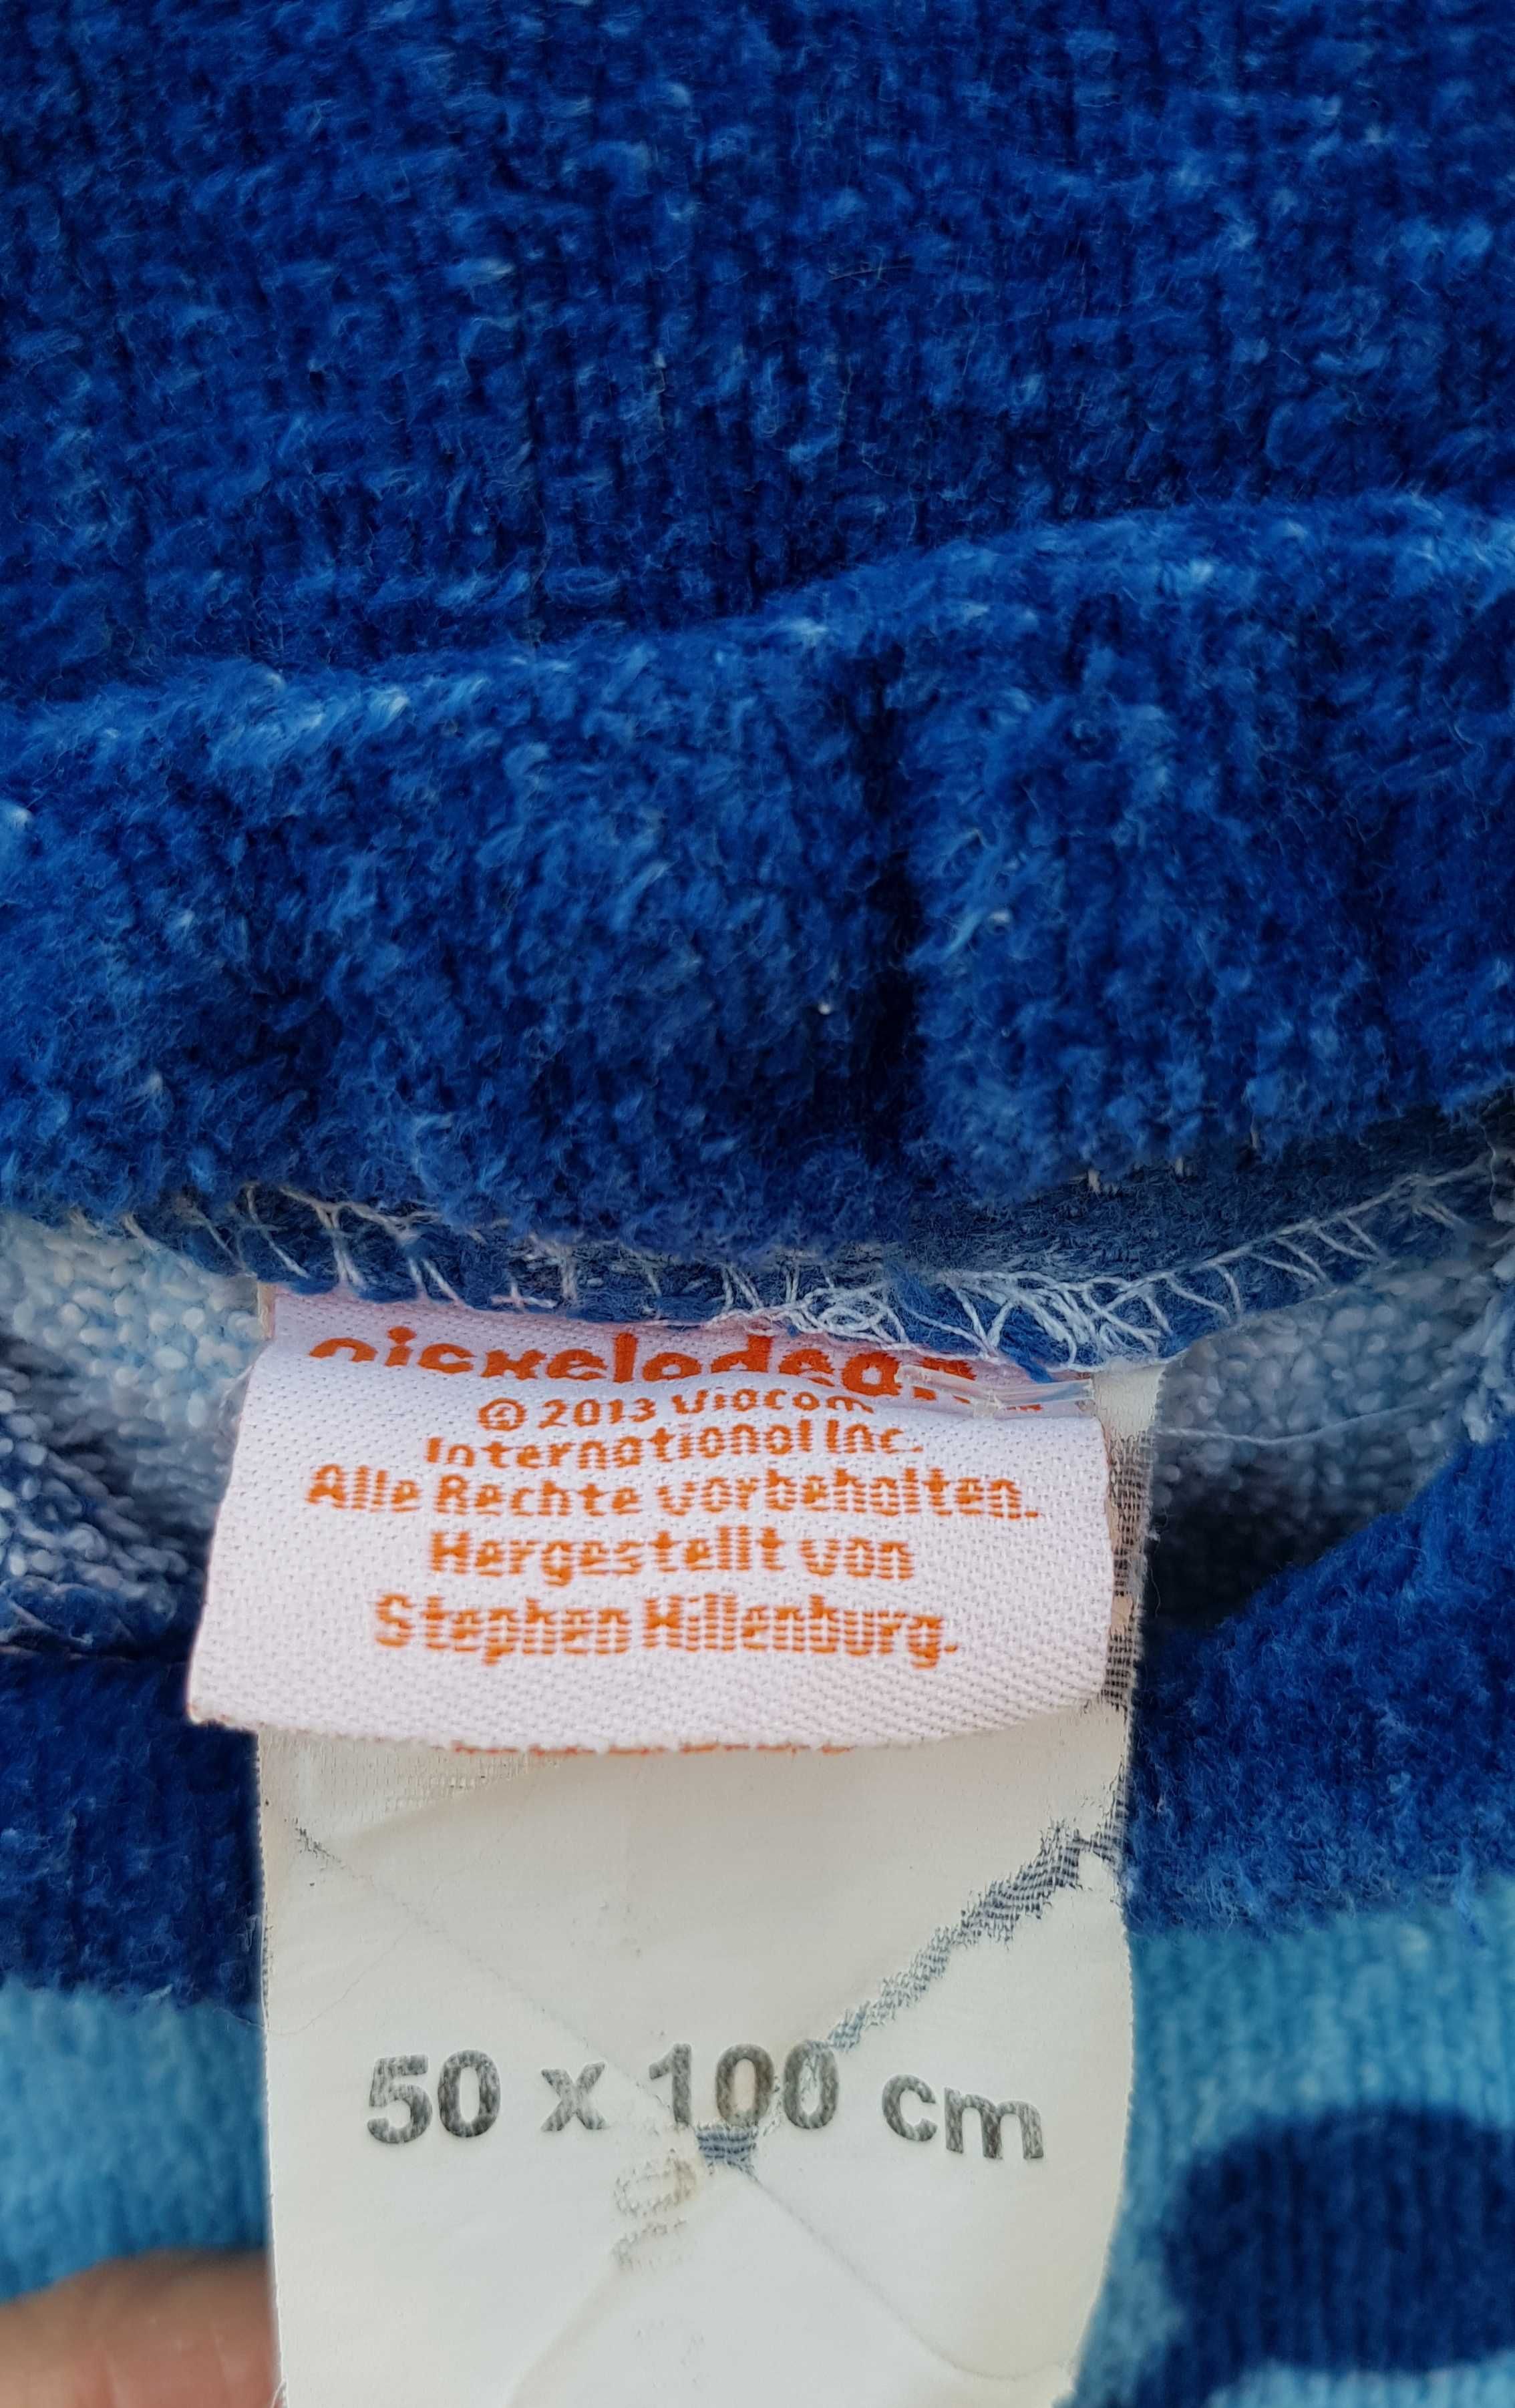 nickelodeon
© 2013 Viacom
International Inc.
Alle Rechte vorbehalten.
Hergestellt von
Stephen Hillenburg.
50 x 100 cm